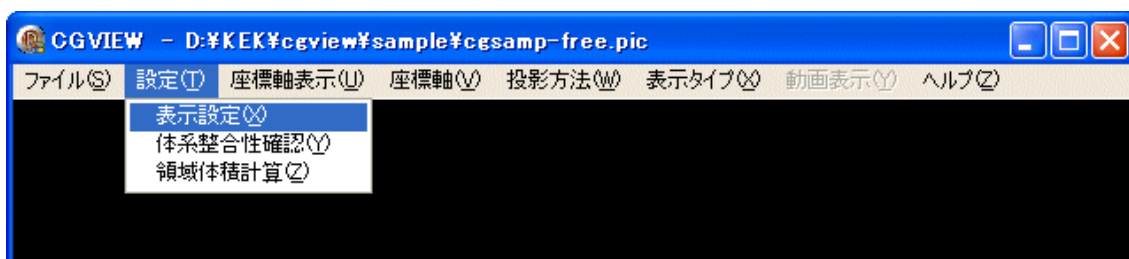 CGVIEW - D:¥KEK¥cgview¥sample¥cgsamp-free.pic
ファイル(S) 設定(T) 座標軸表示(U) 座標軸(V) 投影方法(W) 表示タイプ(X) 動画表示(Y) ヘルプ(Z)
表示設定(X)
体系整合性確認(Y)
領域体積計算(Z)